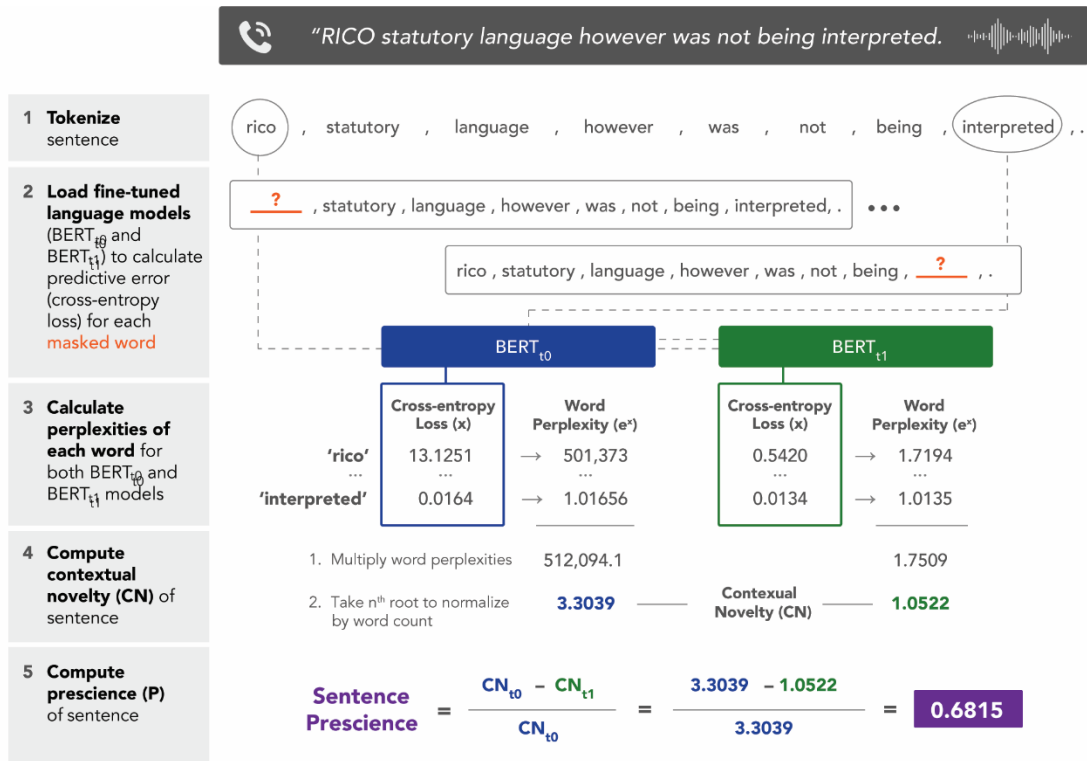 “RICO statutory language however was not being interpreted.
1 Tokenize
sentence
rico , statutory , language , however , was , not , being , interpreted , .
2 Load fine-tuned
language models
(BERTt0 and
BERTt1) to calculate
predictive error
(cross-entropy
loss) for each
masked word
? , statutory , language , however , was , not , being , interpreted, . •••
rico , statutory , language , however , was , not , being , ? , .
BERTt0 BERTt1
3 Calculate
perplexities of
each word for
both BERTt0 and
BERTt1 models
Cross-entropy Word Cross-entropy Word
Loss (x) Perplexity (eˣ) Loss (x) Perplexity (eˣ)
‘rico’ 13.1251 → 501,373 0.5420 → 1.7194
... ... ... ... ...
‘interpreted’ 0.0164 → 1.01656 0.0134 → 1.0135
4 Compute
contextual
novelty (CN) of
sentence
1. Multiply word perplexities 512,094.1 1.7509
2. Take nth root to normalize
by word count
3.3039 Contexual 1.0522
Novelty (CN)
5 Compute
prescience (P)
of sentence
Sentence
Prescience
=
CNt0 – CNt1
CNt0
=
3.3039 – 1.0522
3.3039
=
0.6815